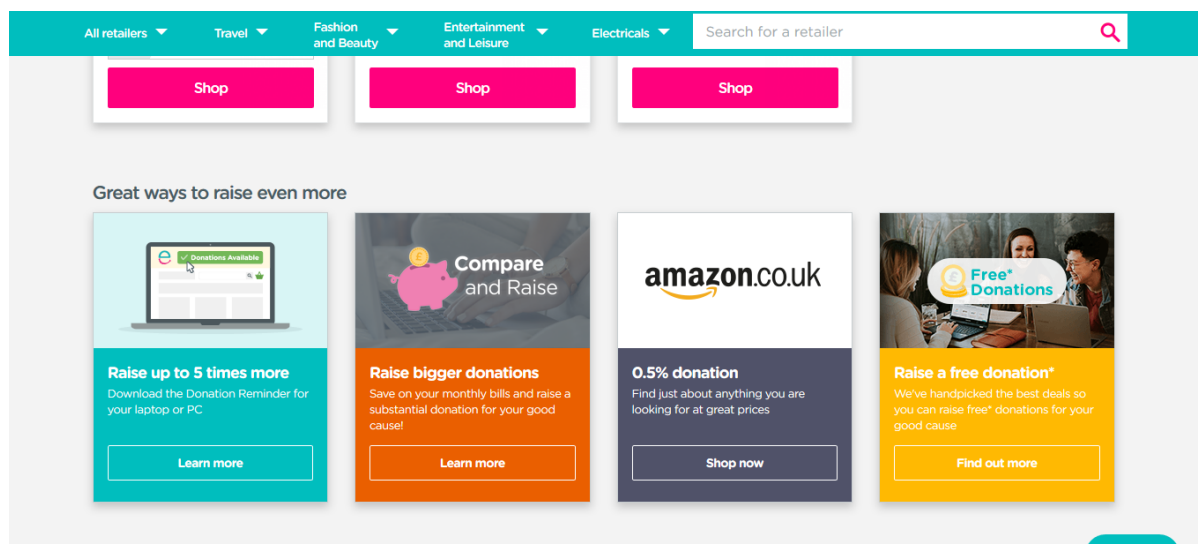 All retailers
Travel
Fashion
and Beauty
Entertainment
and Leisure
Electricals
Search for a retailer
Shop
Shop
Shop
Great ways to raise even more
e
Donations Available
Compare
and Raise
amazon.co.uk
Free*
Donations
Raise up to 5 times more
Download the Donation Reminder for
your laptop or PC
Learn more
Raise bigger donations
Save on your monthly bills and raise a
substantial donation for your good
cause!
Learn more
0.5% donation
Find just about anything you are
looking for at great prices
Shop now
Raise a free donation*
We've handpicked the best deals so
you can raise free* donations for your
good cause
Find out more